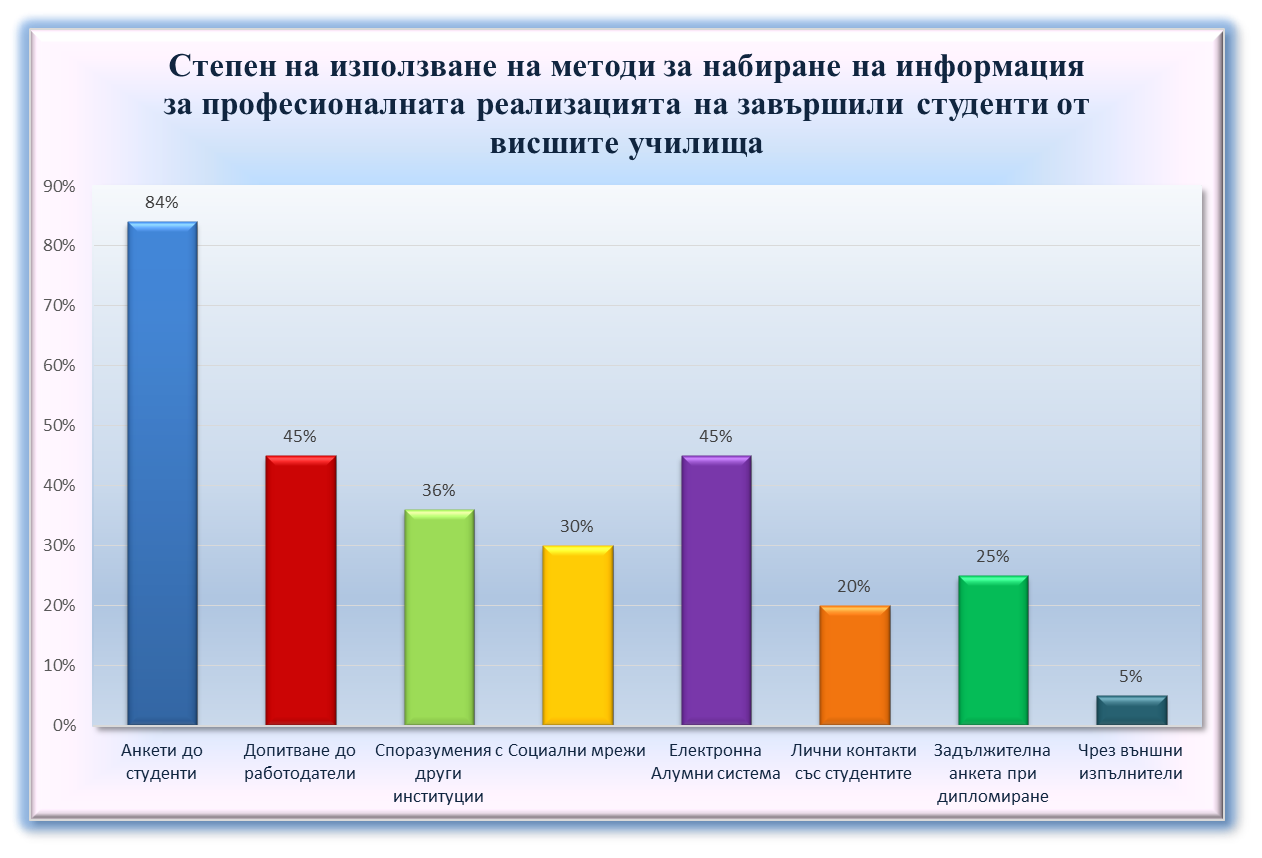 Степен на използване на методи за набиране на информация
за професионалната реализацията на завършили студенти от
висшите училища
90%
80%
70%
60%
50%
40%
30%
20%
10%
0%
84%
45%
36%
30%
45%
20%
25%
5%
Анкети до
студенти
Допитване до
работодатели
Споразумения с
други
институции
Социални мрежи
Електронна
Алумни система
Лични контакти
със студентите
Задължителна
анкета при
дипломиране
Чрез външни
изпълнители